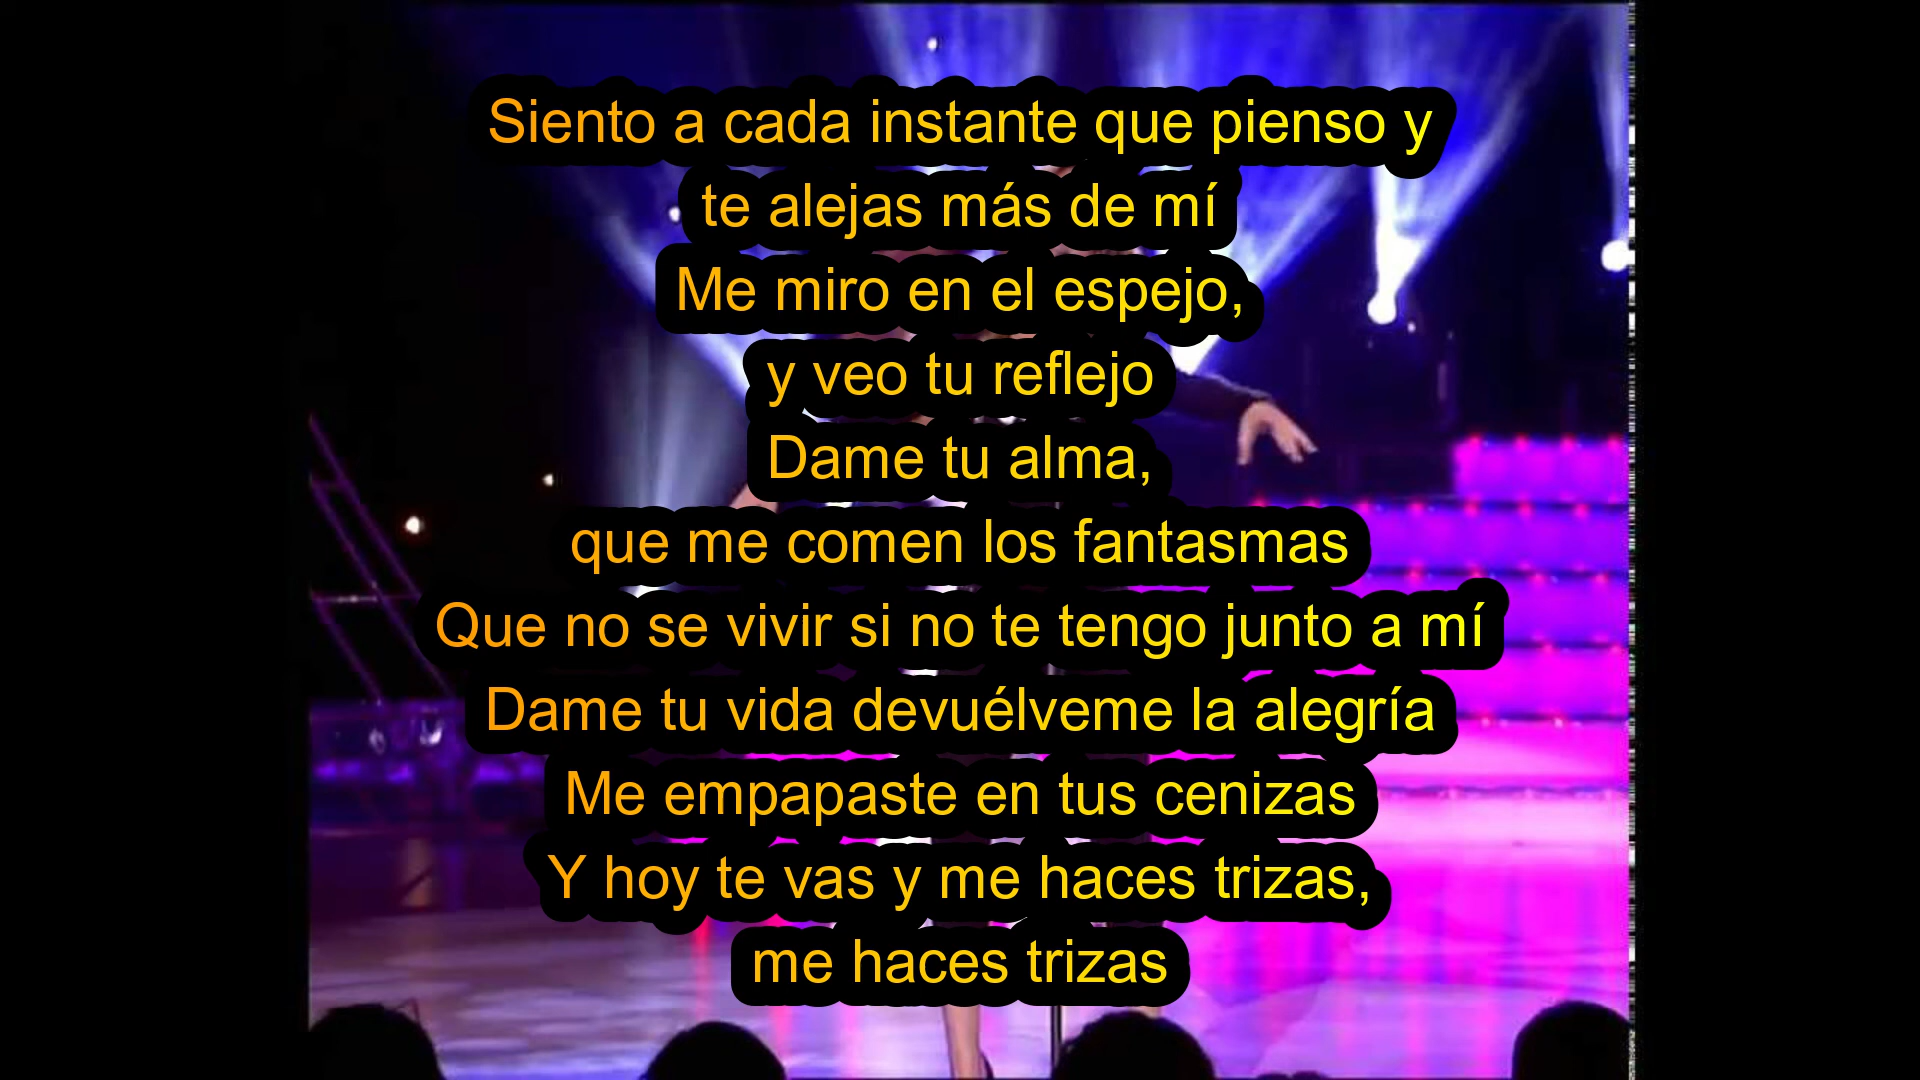 Siento a cada instante que pienso y
te alejas más de mí
Me miro en el espejo,
y veo tu reflejo
Dame tu alma,
que me comen los fantasmas
Que no se vivir si no te tengo junto a mí
Dame tu vida devuélveme la alegría
Me empapaste en tus cenizas
Y hoy te vas y me haces trizas,
me haces trizas